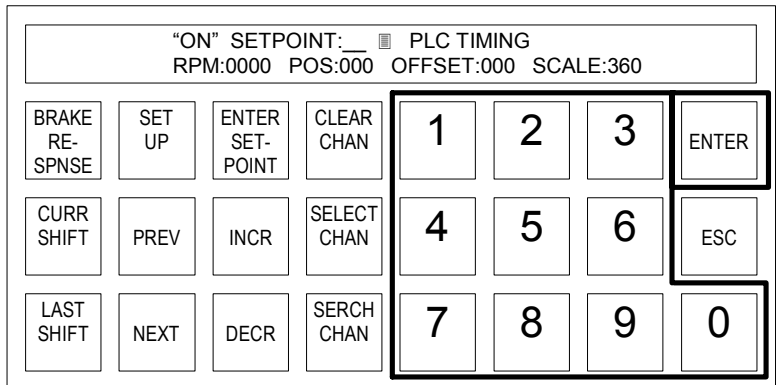 “ON” SETPOINT:__ PLC TIMING
RPM:0000 POS:000 OFFSET:000 SCALE:360
BRAKE
RE-
SPNSE
SET
UP
ENTER
SET-
POINT
CLEAR
CHAN
1
2
3
ENTER
CURR
SHIFT
PREV
INCR
SELECT
CHAN
4
5
6
ESC
LAST
SHIFT
NEXT
DECR
SERCH
CHAN
7
8
9
0